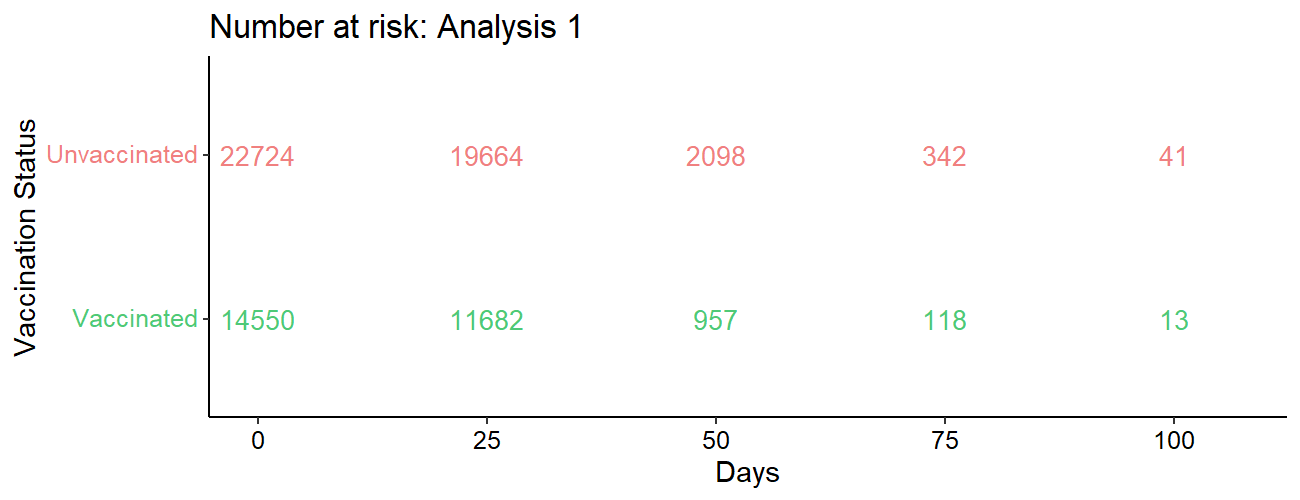 Number at risk: Analysis 1
Vaccination Status
Unvaccinated 22724 19664 2098 342 41
Vaccinated 14550 11682 957 118 13
0 25 50 75 100
Days